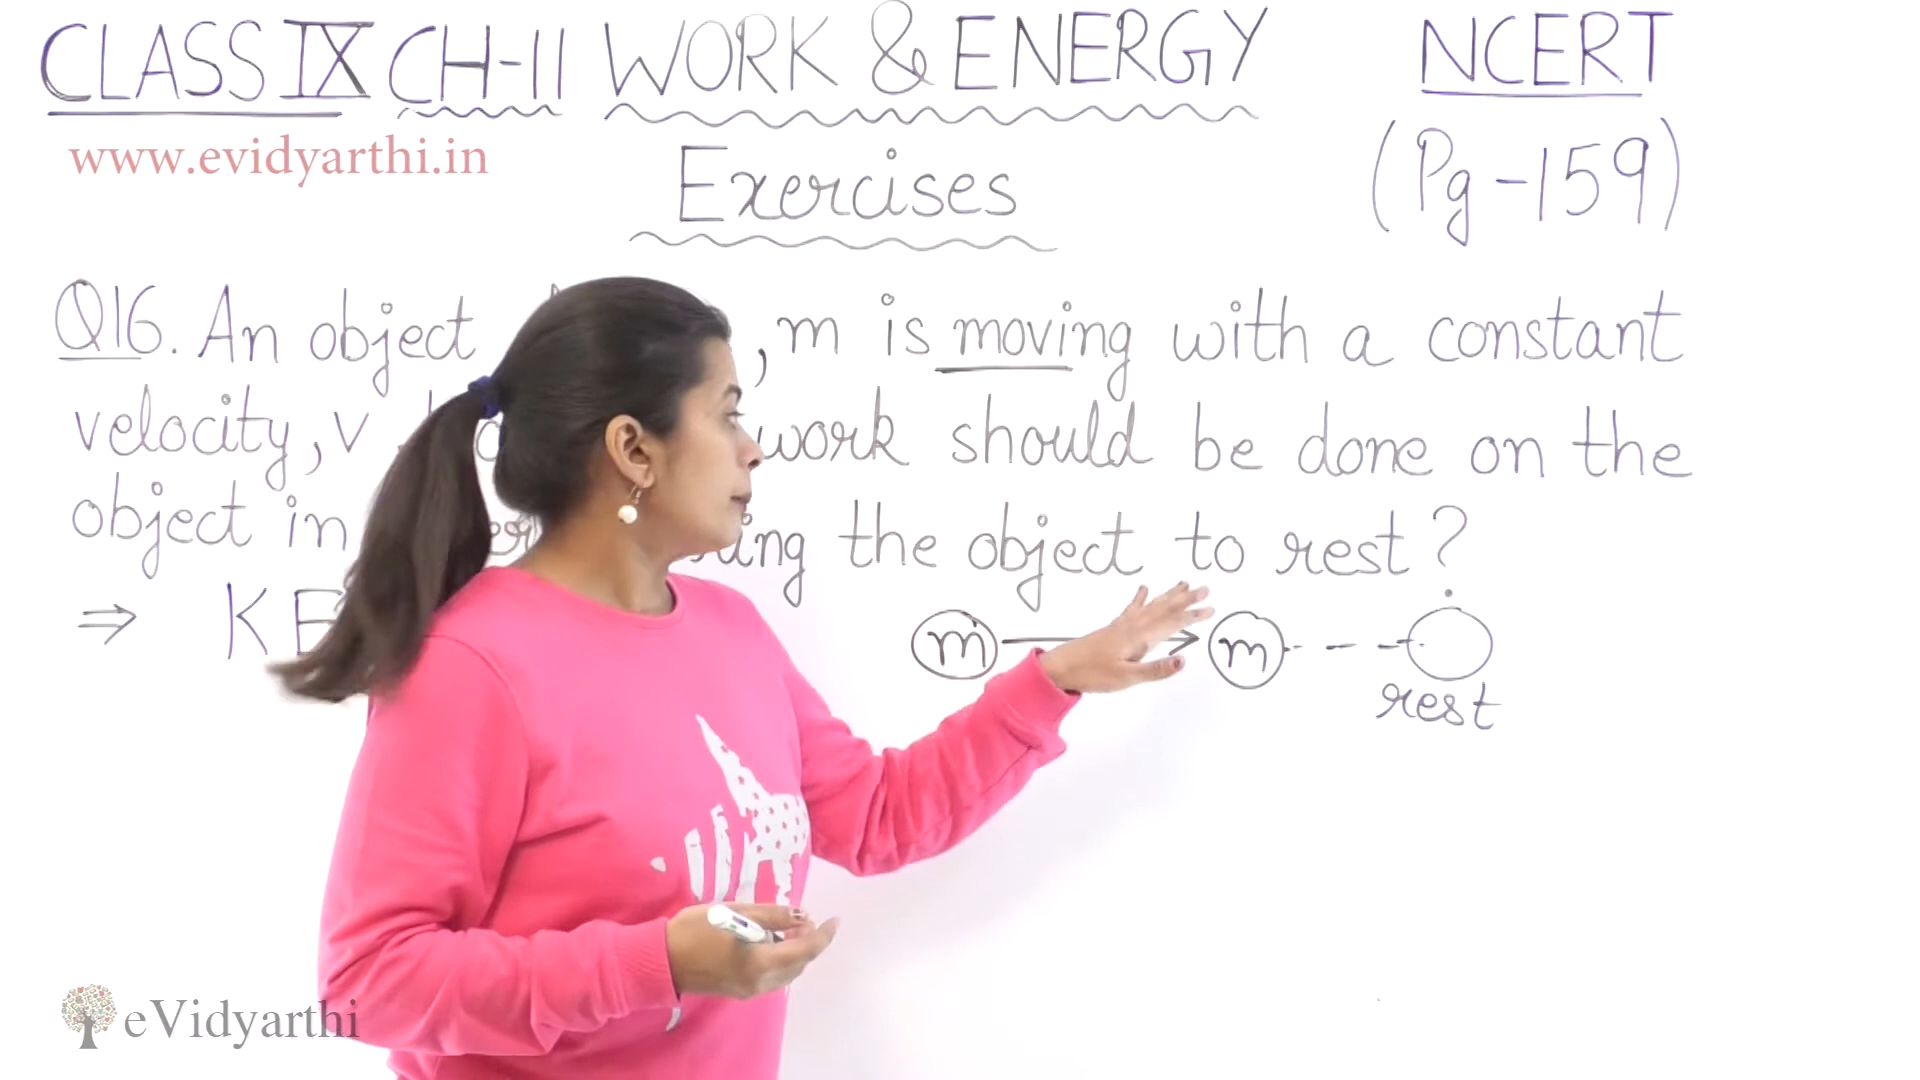 CLASS IX CH-11 WORK & ENERGY NCERT
www.evidyarthi.in
Exercises
(Pg-159)
Q16. An object , m is moving with a constant
velocity, v work should be done on the
object in the object to rest?
⇒ KE
m m
rest
eVidyarthi